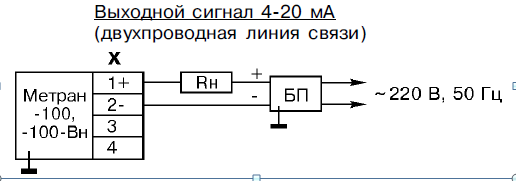 Выходной сигнал 4-20 мА
(двухпроводная линия связи)
X
Метран
-100,
-100-Вн
1+
2-
3
4
Rн
+
-
БП
~220 В, 50 Гц